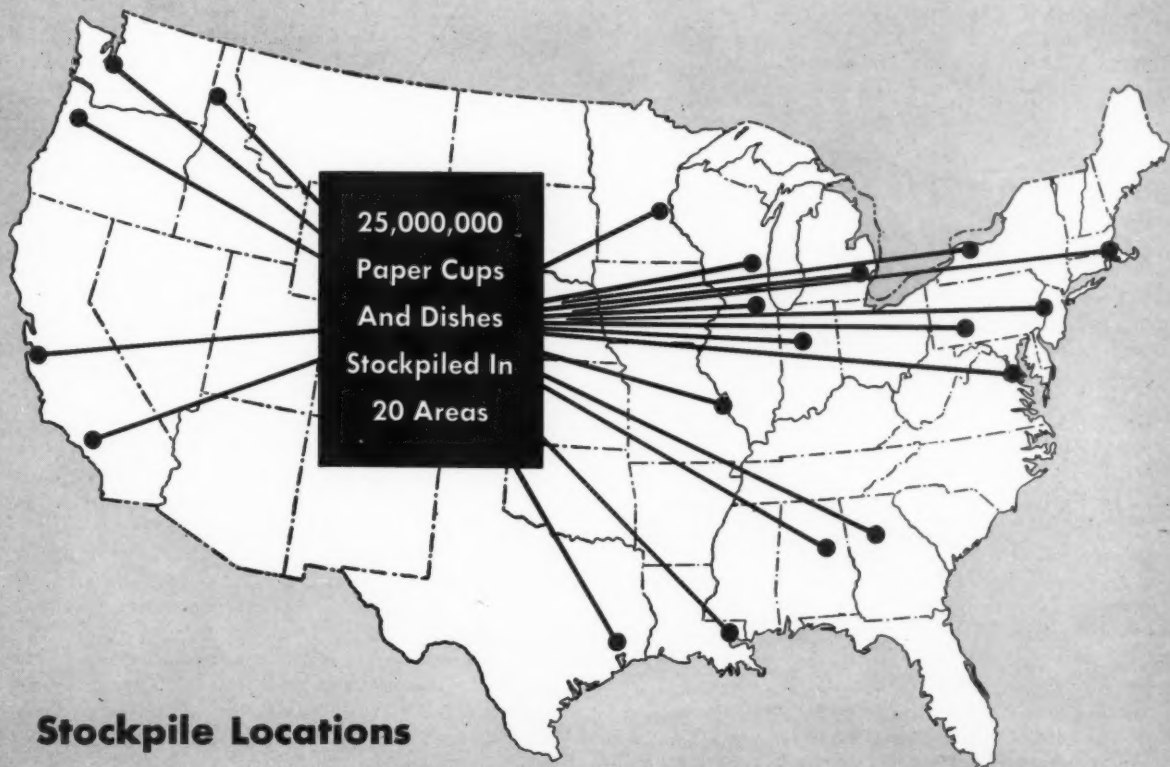 25,000,000
Paper Cups
And Dishes
Stockpiled In
20 Areas
Stockpile Locations